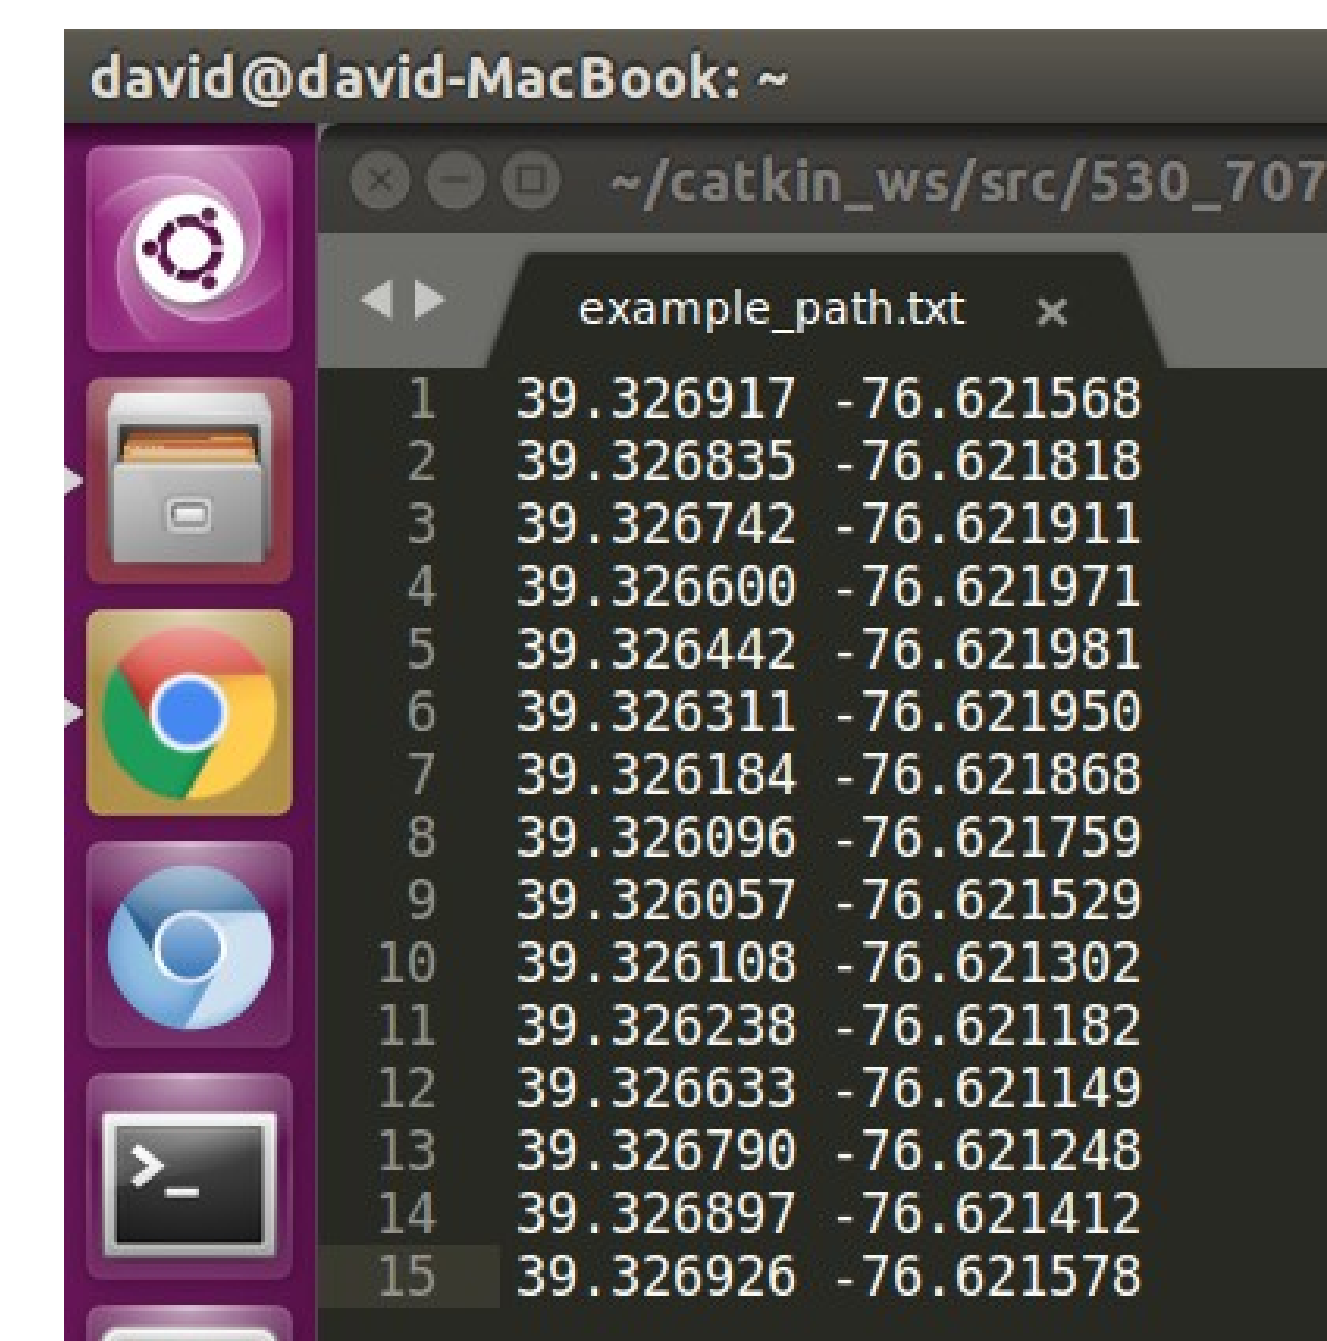 david@david-MacBook: ~
~/catkin_ws/src/530_707
example_path.txt ×
1 39.326917 -76.621568
2 39.326835 -76.621818
3 39.326742 -76.621911
4 39.326600 -76.621971
5 39.326442 -76.621981
6 39.326311 -76.621950
7 39.326184 -76.621868
8 39.326096 -76.621759
9 39.326057 -76.621529
10 39.326108 -76.621302
11 39.326238 -76.621182
12 39.326633 -76.621149
13 39.326790 -76.621248
14 39.326897 -76.621412
15 39.326926 -76.621578
>_